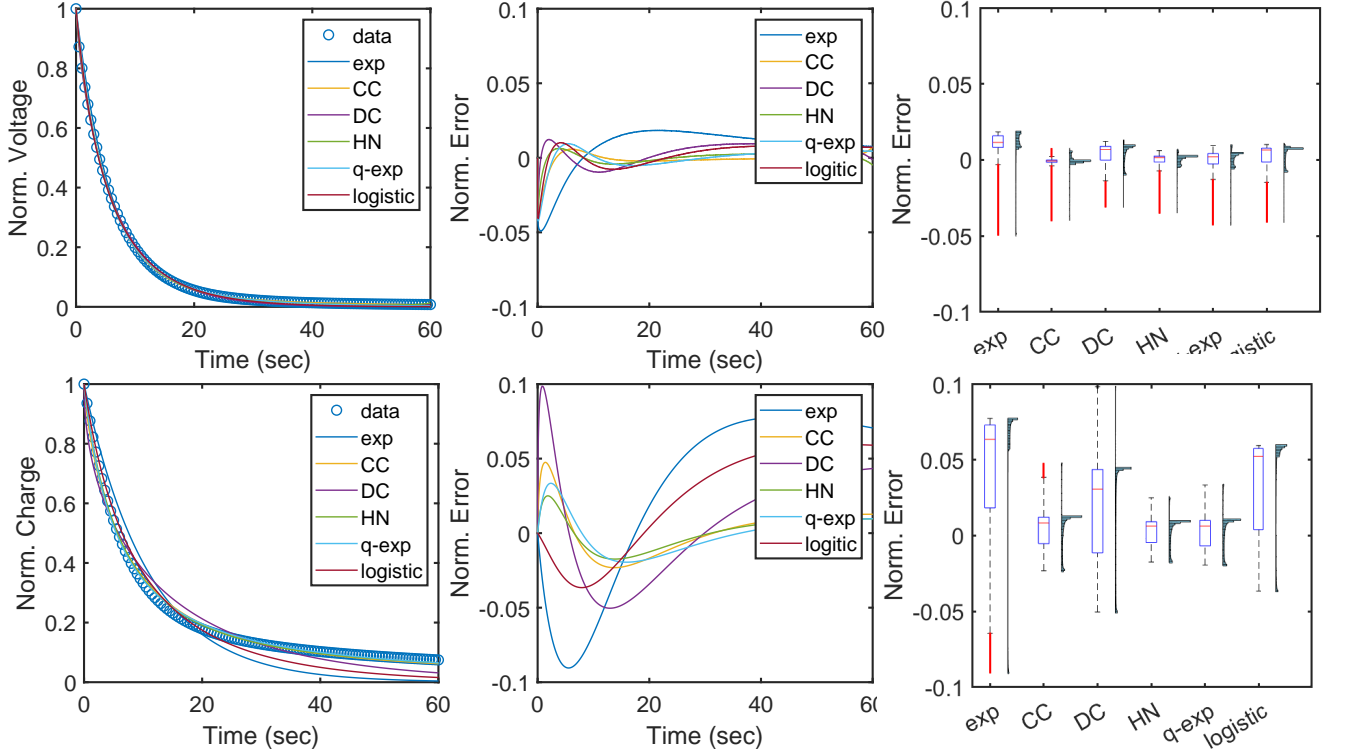 1
0.8
0.6
0.4
0.2
0
0 20 40 60
Norm. Voltage
Time (sec)
data
exp
CC
DC
HN
q-exp
logistic
0.1
0.05
0
-0.05
-0.1
0 20 40 60
Norm. Error
Time (sec)
exp
CC
DC
HN
q-exp
logitic
0.1
0.05
0
-0.05
-0.1
Norm. Error
exp CC DC HN -exp gistic
1
0.8
0.6
0.4
0.2
0
0 20 40 60
Norm. Charge
Time (sec)
data
exp
CC
DC
HN
q-exp
logistic
0.1
0.05
0
-0.05
-0.1
0 20 40 60
Norm. Error
Time (sec)
exp
CC
DC
HN
q-exp
logitic
0.1
0.05
0
-0.05
-0.1
Norm. Error
exp CC DC HN q-exp logistic